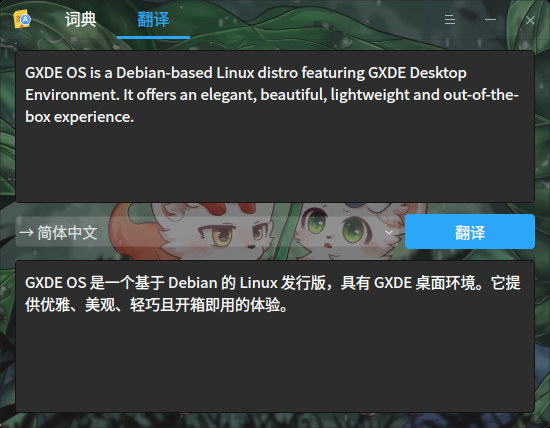 词典 翻译
GXDE OS is a Debian-based Linux distro featuring GXDE Desktop
Environment. It offers an elegant, beautiful, lightweight and out-of-the-
box experience.
→ 简体中文 翻译
GXDE OS 是一个基于 Debian 的 Linux 发行版，具有 GXDE 桌面环境。它提
供优雅、美观、轻巧且开箱即用的体验。